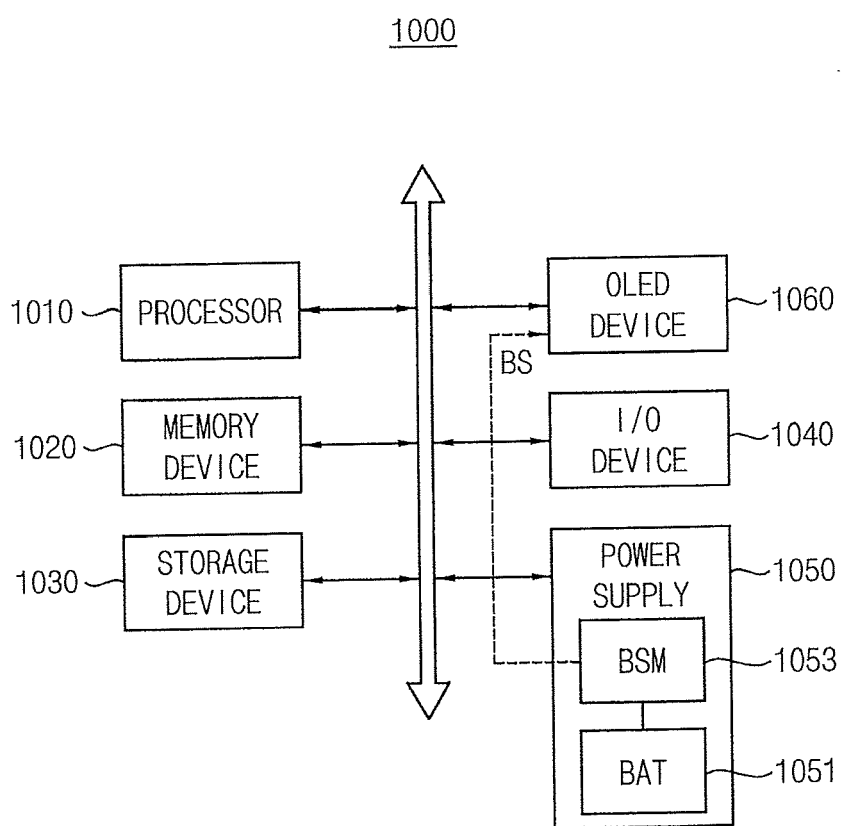 1000
1010
PROCESSOR
OLED
DEVICE
1060
BS
1020
MEMORY
DEVICE
I/O
DEVICE
1040
1030
STORAGE
DEVICE
POWER
SUPPLY
1050
BSM
1053
BAT
1051